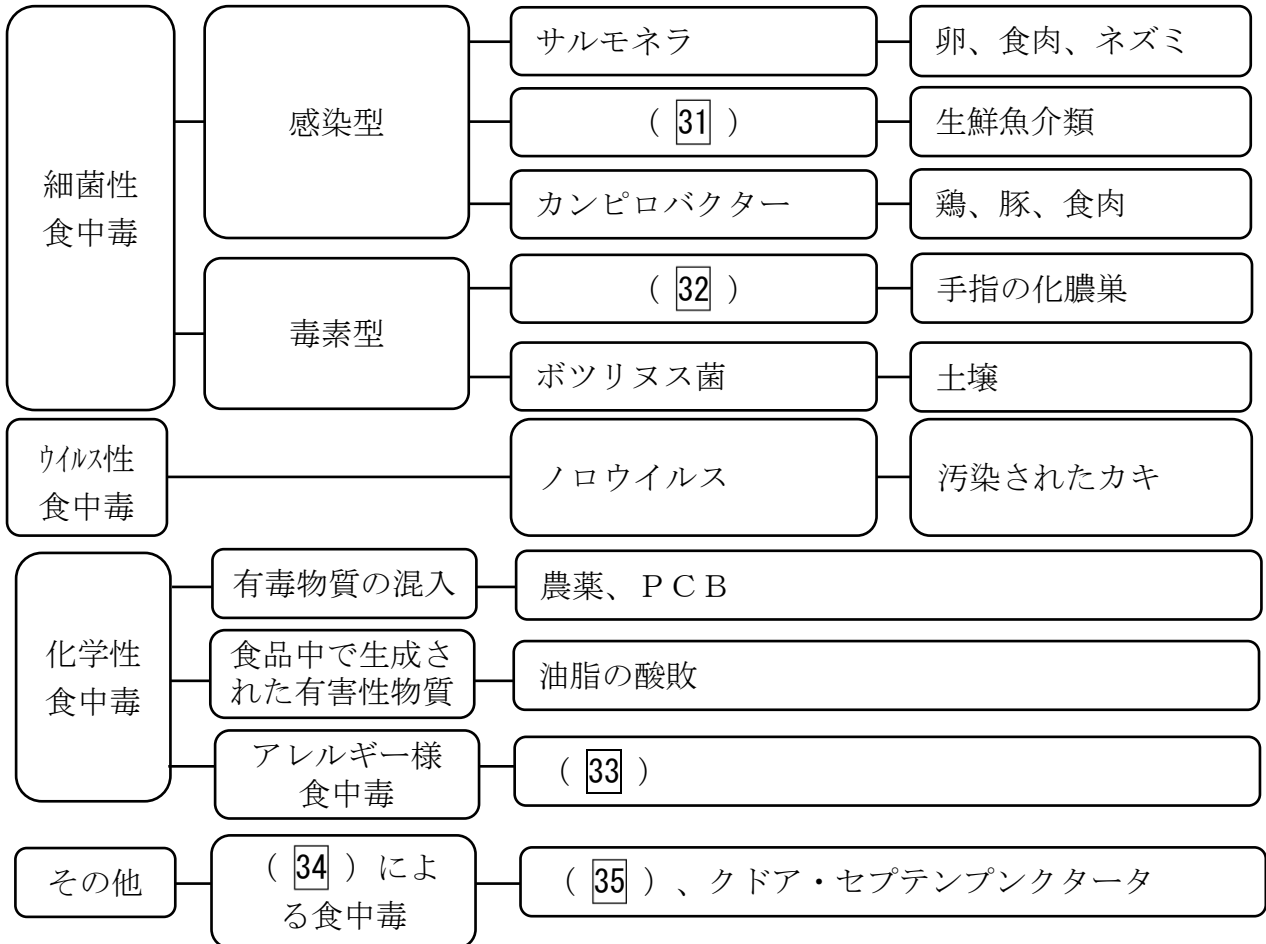 細菌性
食中毒
感染型
サルモネラ
卵、食肉、ネズミ
（ 31 ）
生鮮魚介類
カンピロバクター
鶏、豚、食肉
毒素型
（ 32 ）
手指の化膿巣
ボツリヌス菌
土壌
ｳｲﾙｽ性
食中毒
ノロウイルス
汚染されたカキ
化学性
食中毒
有毒物質の混入
農薬、ＰＣＢ
食品中で生成さ
れた有害性物質
油脂の酸敗
アレルギー様
食中毒
（ 33 ）
その他
（ 34 ）によ
る食中毒
（ 35 ）、クドア・セプテンプンクタータ